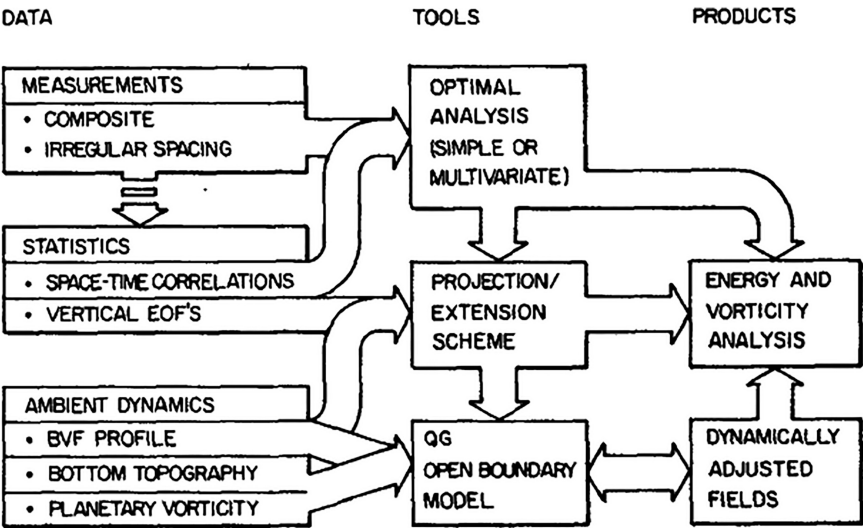 DATA
TOOLS
PRODUCTS
MEASUREMENTS
• COMPOSITE
• IRREGULAR SPACING
OPTIMAL
ANALYSIS
(SIMPLE OR
MULTIVARIATE)
STATISTICS
• SPACE-TIME CORRELATIONS
• VERTICAL EOF'S
PROJECTION/
EXTENSION
SCHEME
ENERGY AND
VORTICITY
ANALYSIS
AMBIENT DYNAMICS
• BVF PROFILE
• BOTTOM TOPOGRAPHY
• PLANETARY VORTICITY
QG
OPEN BOUNDARY
MODEL
DYNAMICALLY
ADJUSTED
FIELDS